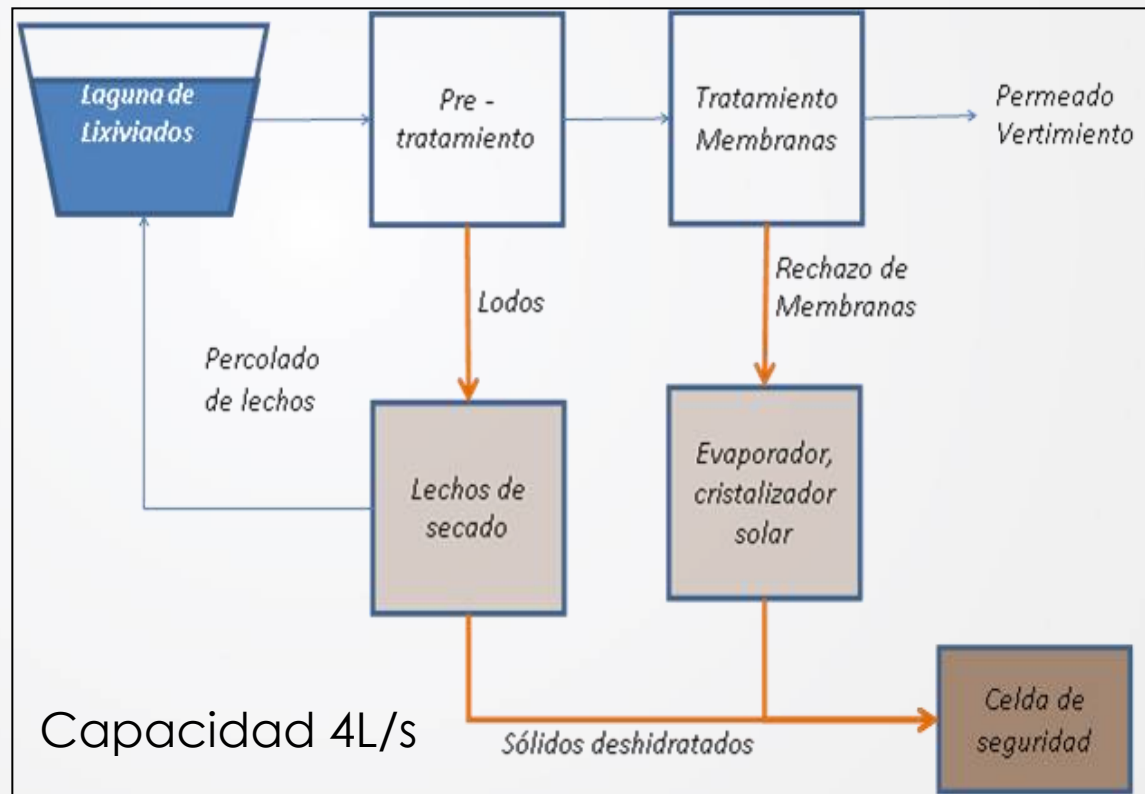 Laguna de
Lixiviados
Pre -
tratamiento
Tratamiento
Membranas
Permeado
Vertimiento
Lodos
Rechazo de
Membranas
Percolado
de lechos
Lechos de
secado
Evaporador,
cristalizador
solar
Capacidad 4L/s
Sólidos deshidratados
Celda de
seguridad